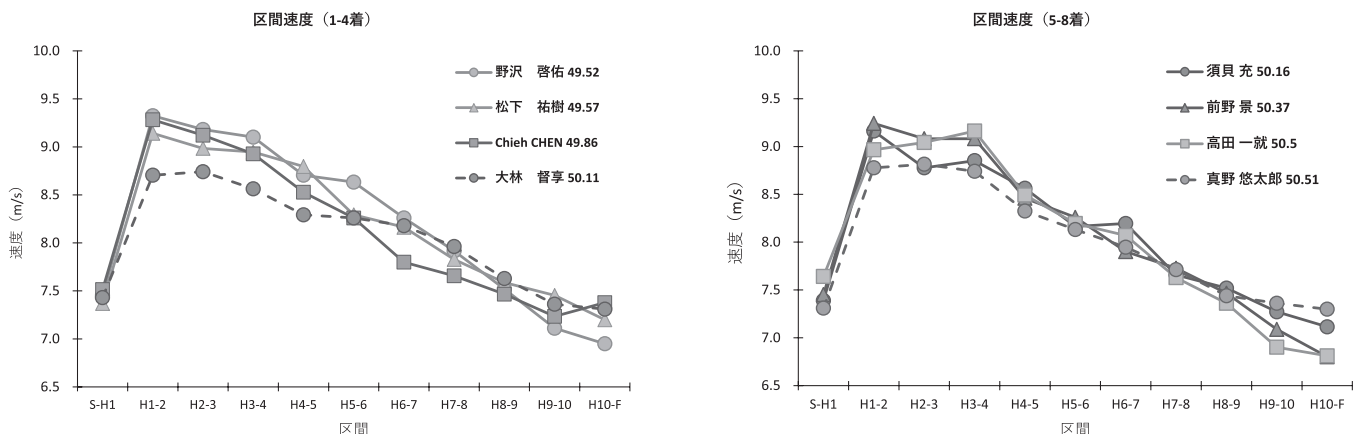 区間速度（1-4着）
10.0
9.5
9.0
8.5
8.0
7.5
7.0
6.5
速度（m/s）
野沢　啓佑 49.52
松下　祐樹 49.57
Chieh CHEN 49.86
大林　督享 50.11
S-H1 H1-2 H2-3 H3-4 H4-5 H5-6 H6-7 H7-8 H8-9 H9-10 H10-F
区間
区間速度（5-8着）
10.0
9.5
9.0
8.5
8.0
7.5
7.0
6.5
速度（m/s）
須貝 充 50.16
前野 景 50.37
高田 一就 50.5
真野 悠太郎 50.51
S-H1 H1-2 H2-3 H3-4 H4-5 H5-6 H6-7 H7-8 H8-9 H9-10 H10-F
区間